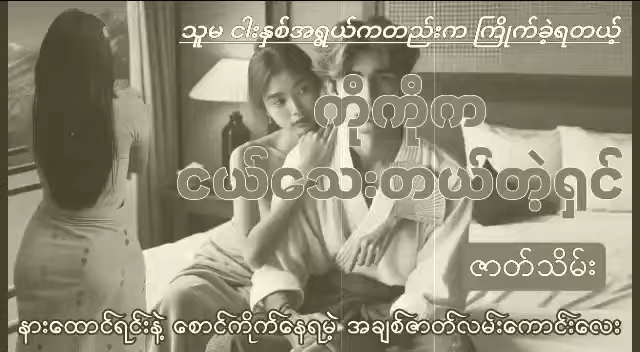 သူမ ငါးနှစ်အရွယ်ကတည်းက ကြိုက်ခဲ့ရတယ့်
ကိုကိုက
ငယ်သေးတယ်တဲ့ရှင်
ဇာတ်သိမ်း
နားထောင်ရင်းနဲ့ စောင့်ကိုက်နေရမဲ့ အချစ်ဇာတ်လမ်းကောင်းလေး